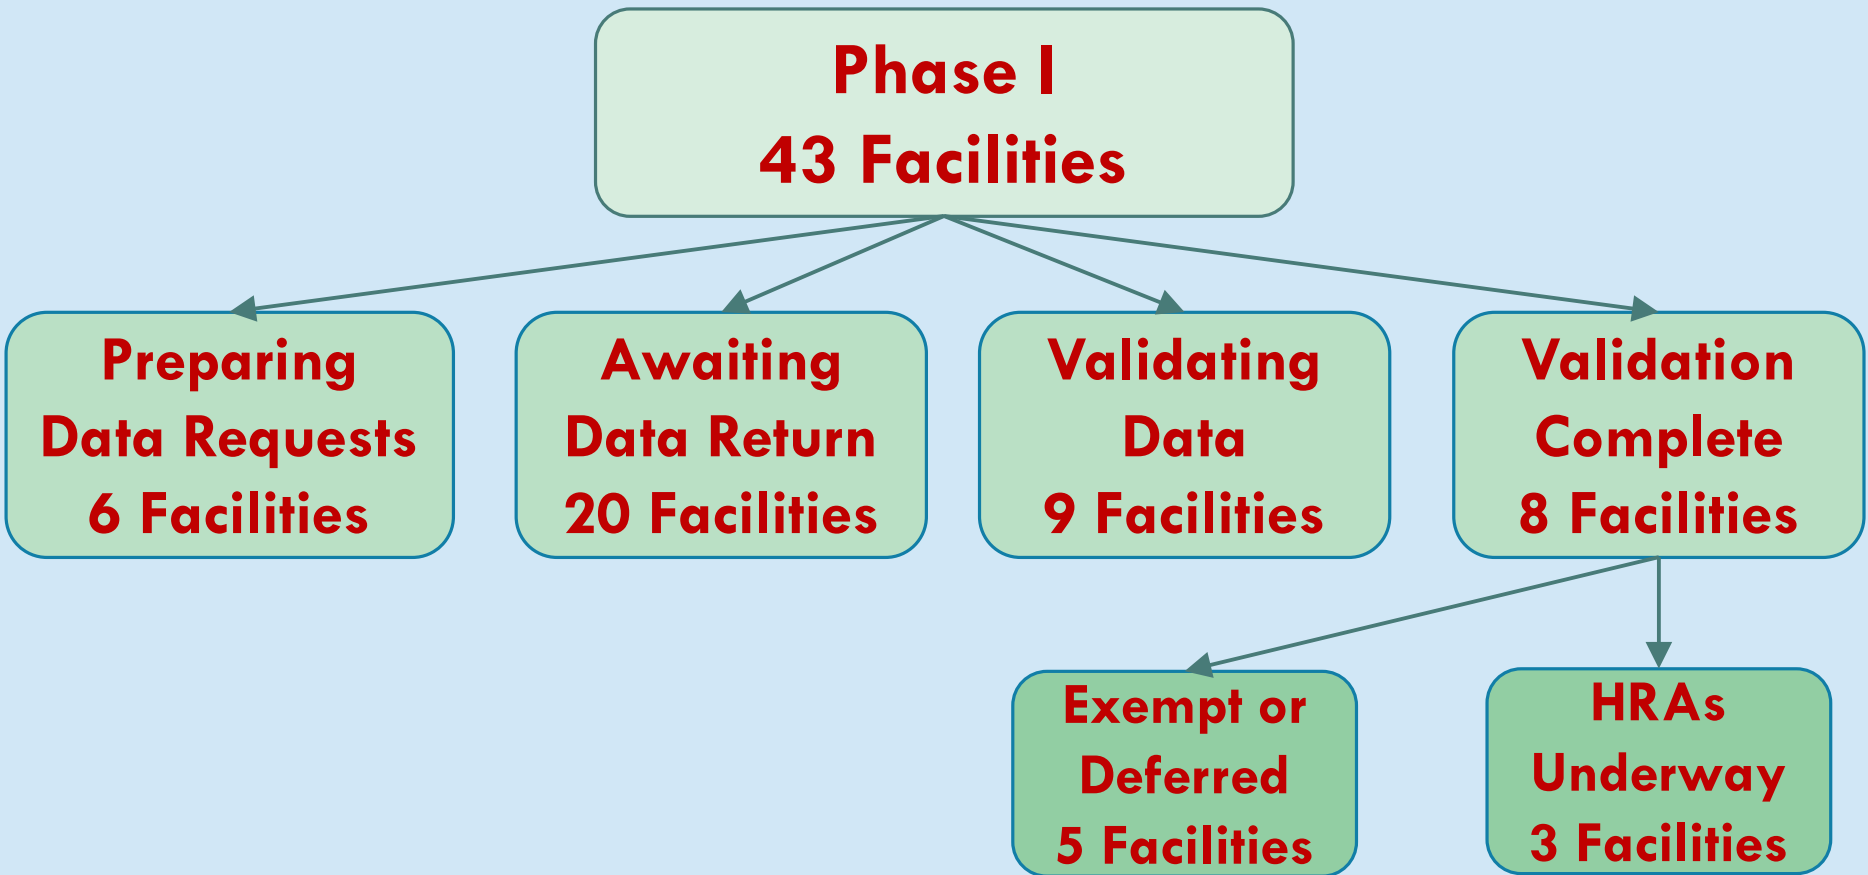 Phase I
43 Facilities
Preparing
Data Requests
6 Facilities
Awaiting
Data Return
20 Facilities
Validating
Data
9 Facilities
Validation
Complete
8 Facilities
Exempt or
Deferred
5 Facilities
HRAs
Underway
3 Facilities